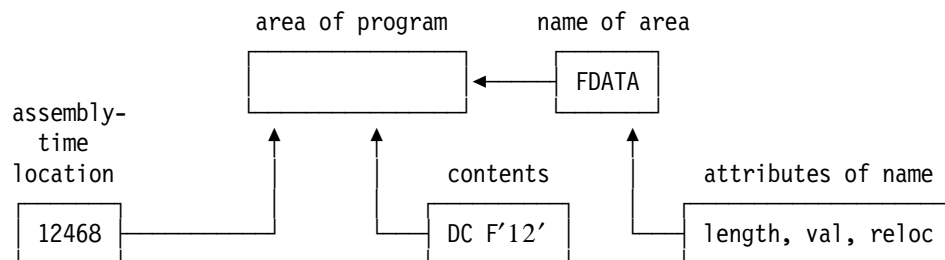 area of program
name of area
FDATA
assembly-
time
location
contents
attributes of name
12468
DC F′12′
length, val, reloc